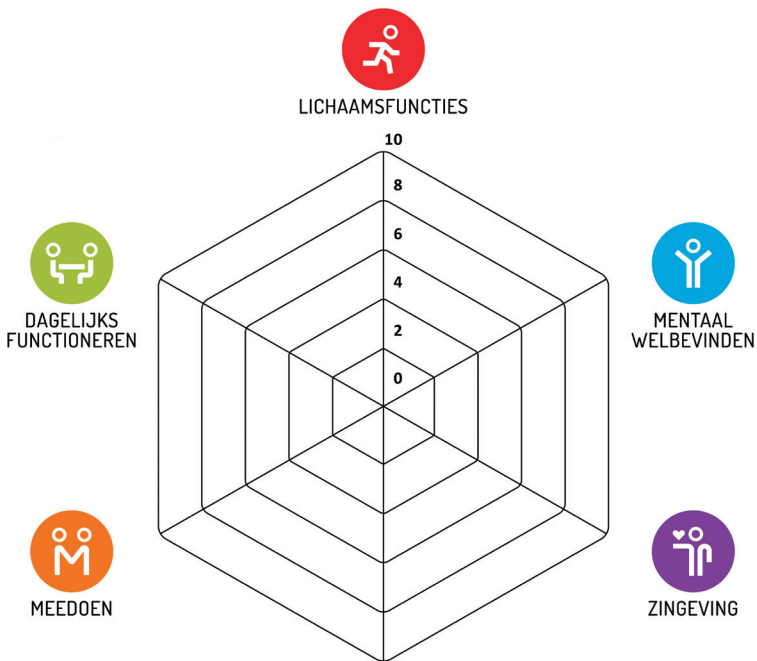 LICHAAMSFUNCTIES
10
8
6
4
2
0
DAGELIJKS
FUNCTIONEREN
MENTAAL
WELBEVINDEN
MEEDOEN
ZINGEVING